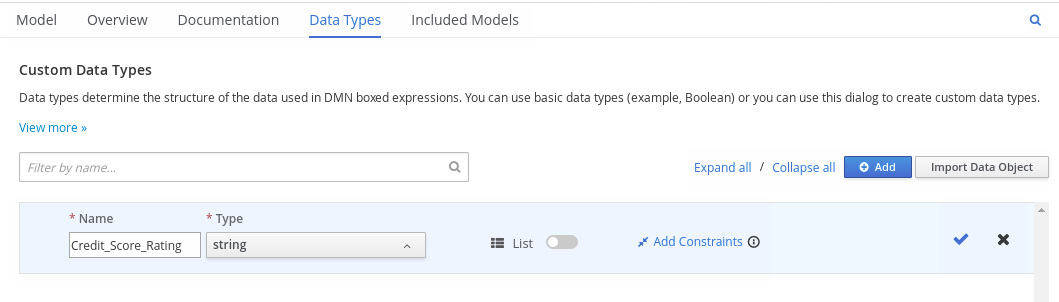 Model Overview Documentation Data Types Included Models
Custom Data Types
Data types determine the structure of the data used in DMN boxed expressions. You can use basic data types (example, Boolean) or you can use this dialog to create custom data types.
View more »
Filter by name... Expand all / Collapse all Add Import Data Object
* Name * Type
Credit_Score_Rating string List Add Constraints